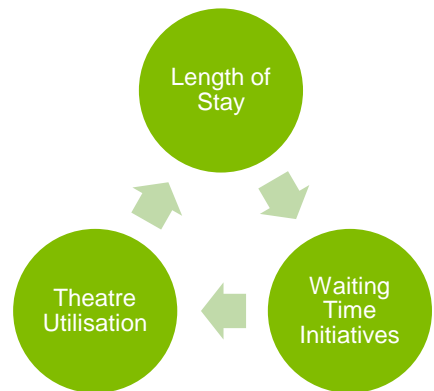 Length of
Stay
Waiting
Time
Initiatives
Theatre
Utilisation